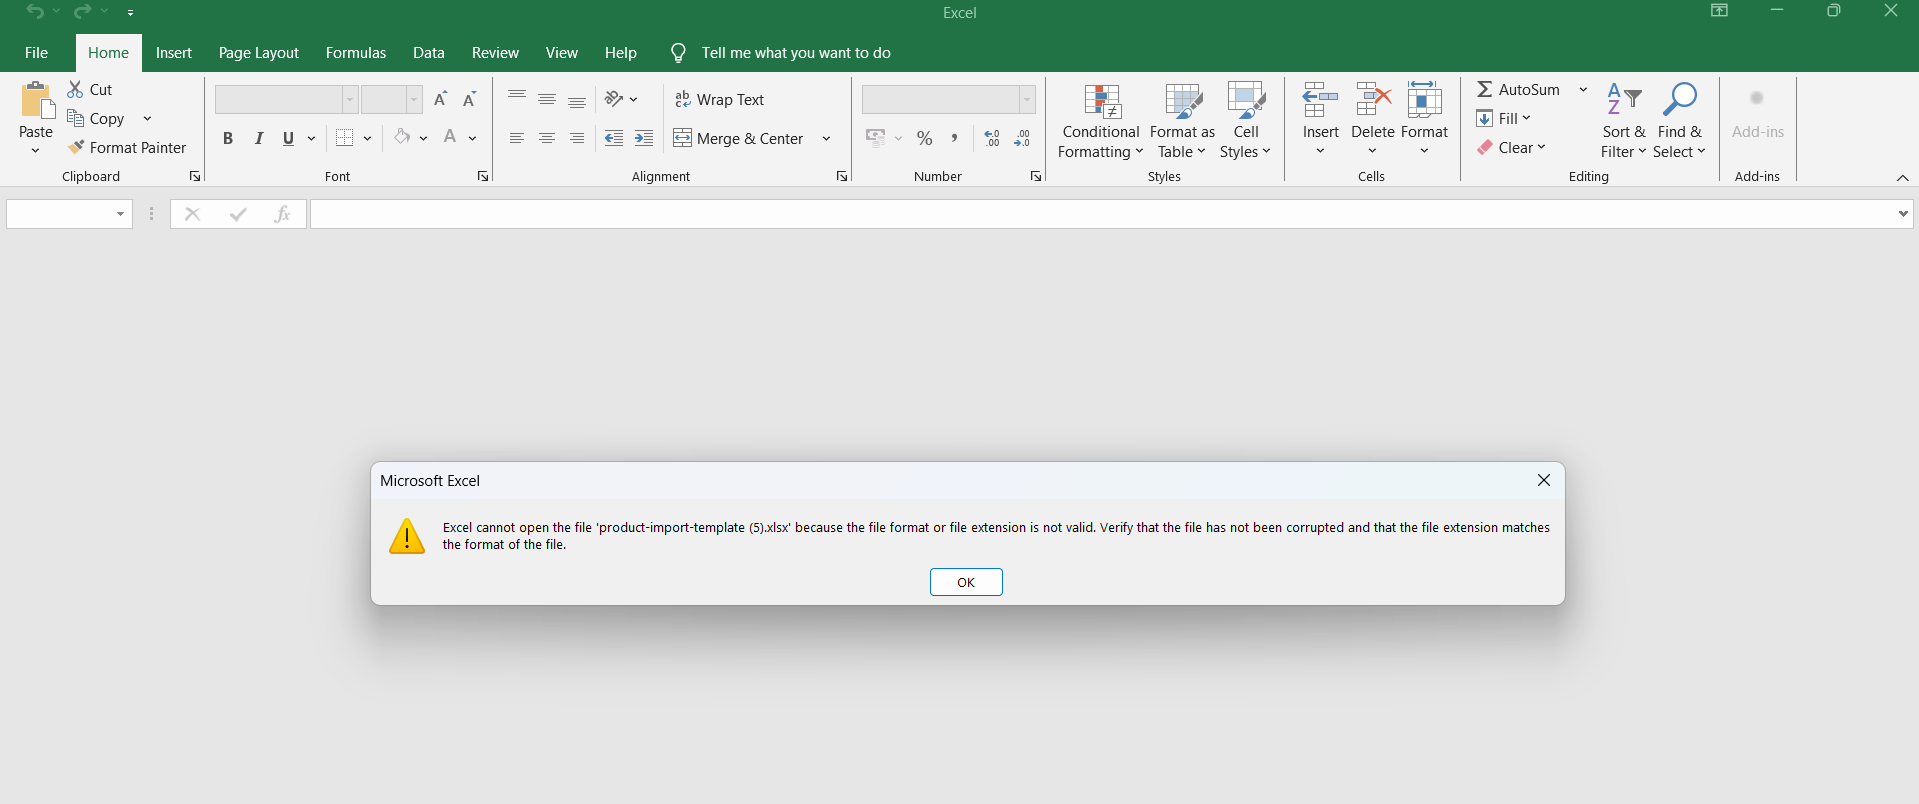 Excel
File Home Insert Page Layout Formulas Data Review View Help Tell me what you want to do
Paste
Cut
Copy
Format Painter
Clipboard
B I U A A A
Font
ab Wrap Text
Merge & Center
Alignment
% , .00 .00
Number
Conditional Formatting
Format as Table
Cell Styles
Styles
Insert
Delete
Format
Cells
AutoSum
Fill
Clear
Sort & Filter
Find & Select
Editing
Add-ins
Add-ins
fx
Microsoft Excel
Excel cannot open the file 'product-import-template (5).xlsx' because the file format or file extension is not valid. Verify that the file has not been corrupted and that the file extension matches
the format of the file.
OK